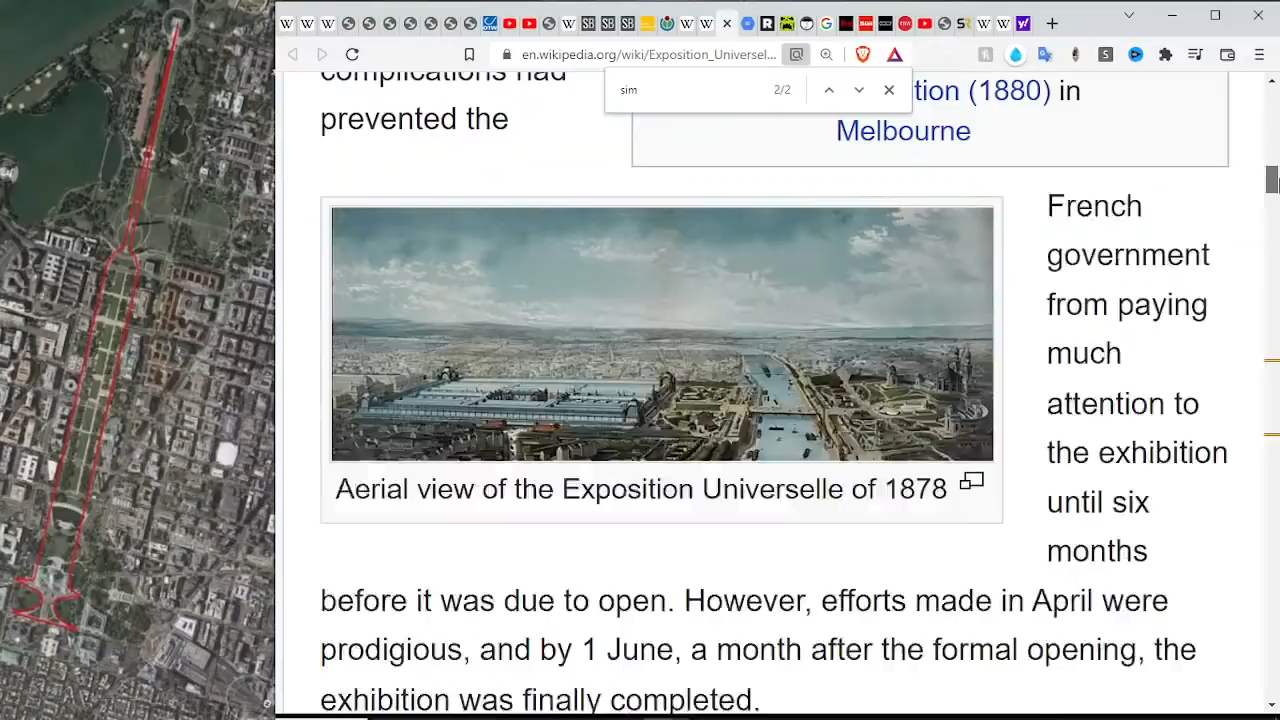 en.wikipedia.org/wiki/Exposition_Universel...
sim
2/2
complications had
prevented the
tion (1880) in
Melbourne
French
government
from paying
much
attention to
the exhibition
until six
months
Aerial view of the Exposition Universelle of 1878
before it was due to open. However, efforts made in April were
prodigious, and by 1 June, a month after the formal opening, the
exhibition was finally completed.